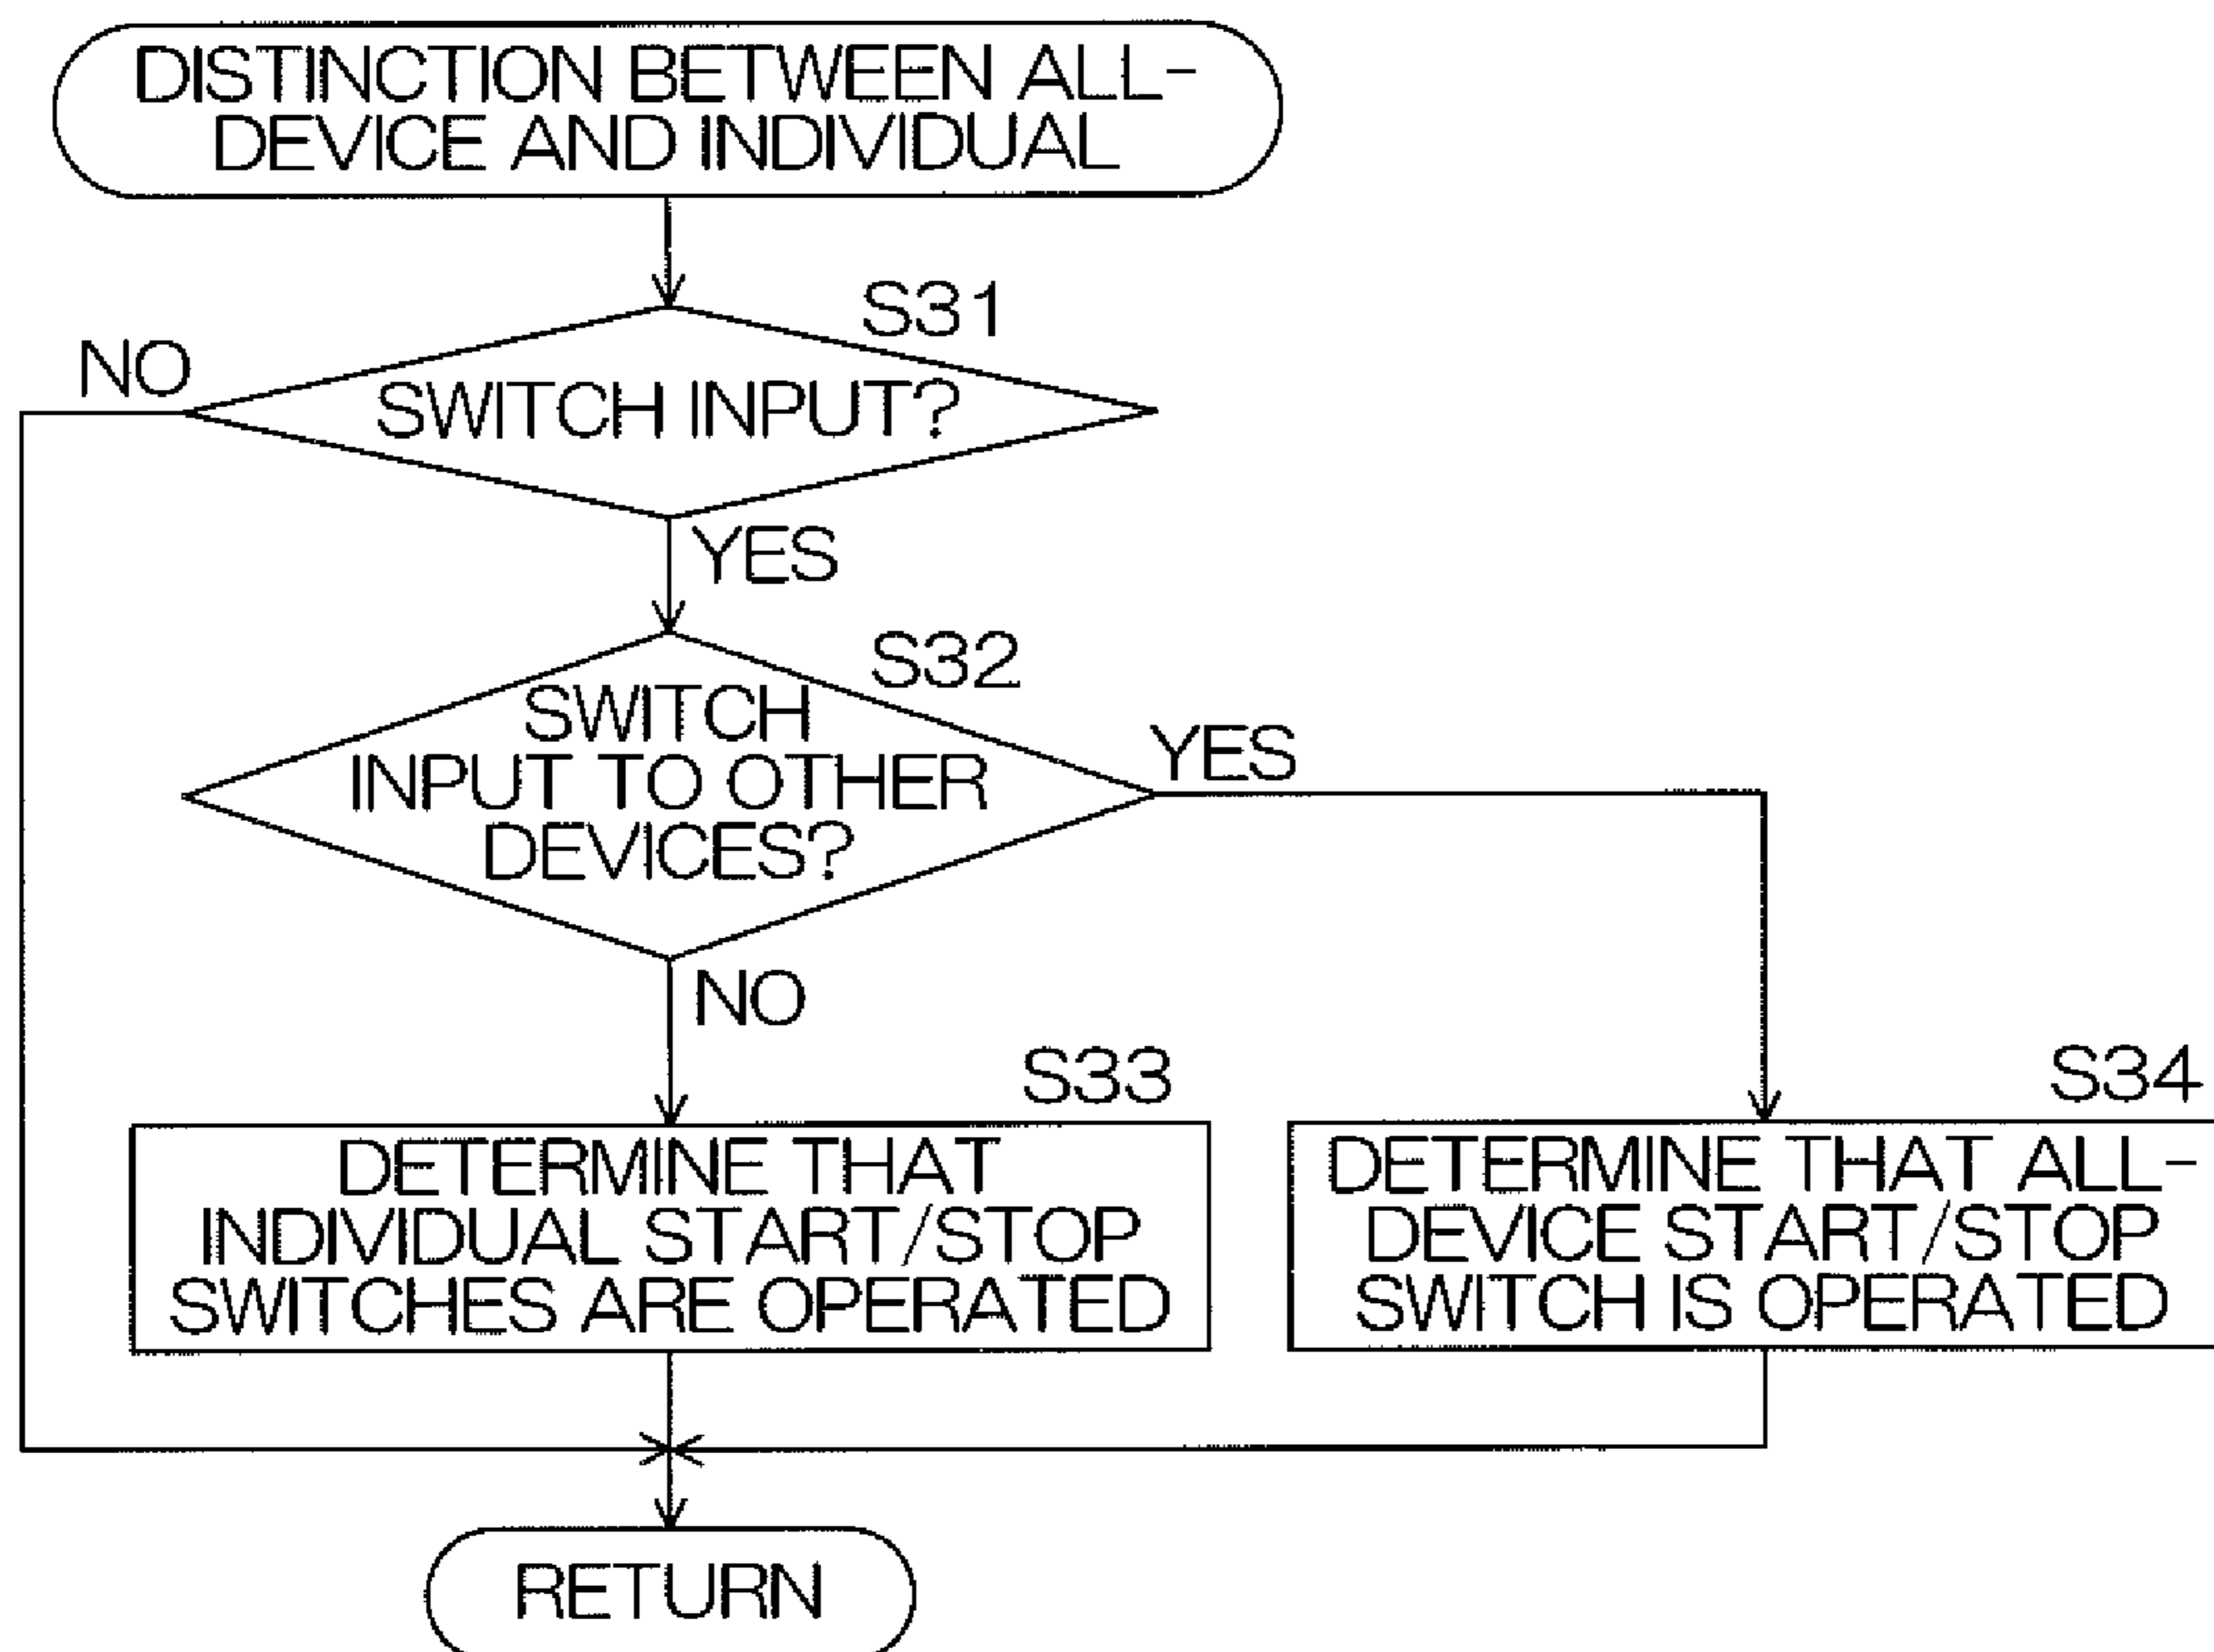 DISTINCTION BETWEEN ALL-
DEVICE AND INDIVIDUAL
S31
NO
SWITCH INPUT?
YES
S32
SWITCH
INPUT TO OTHER
DEVICES?
YES
NO
S33
DETERMINE THAT
INDIVIDUAL START/STOP
SWITCHES ARE OPERATED
S34
DETERMINE THAT ALL-
DEVICE START/STOP
SWITCH IS OPERATED
RETURN